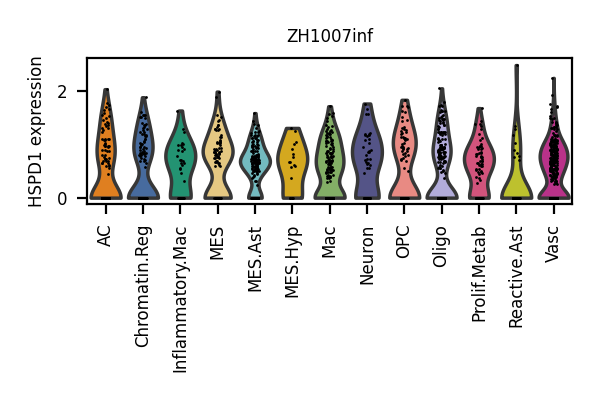 ZH1007inf
HSPD1 expression
2
0
AC
Chromatin.Reg
Inflammatory.Mac
MES
MES.Ast
MES.Hyp
Mac
Neuron
OPC
Oligo
Prolif.Metab
Reactive.Ast
Vasc